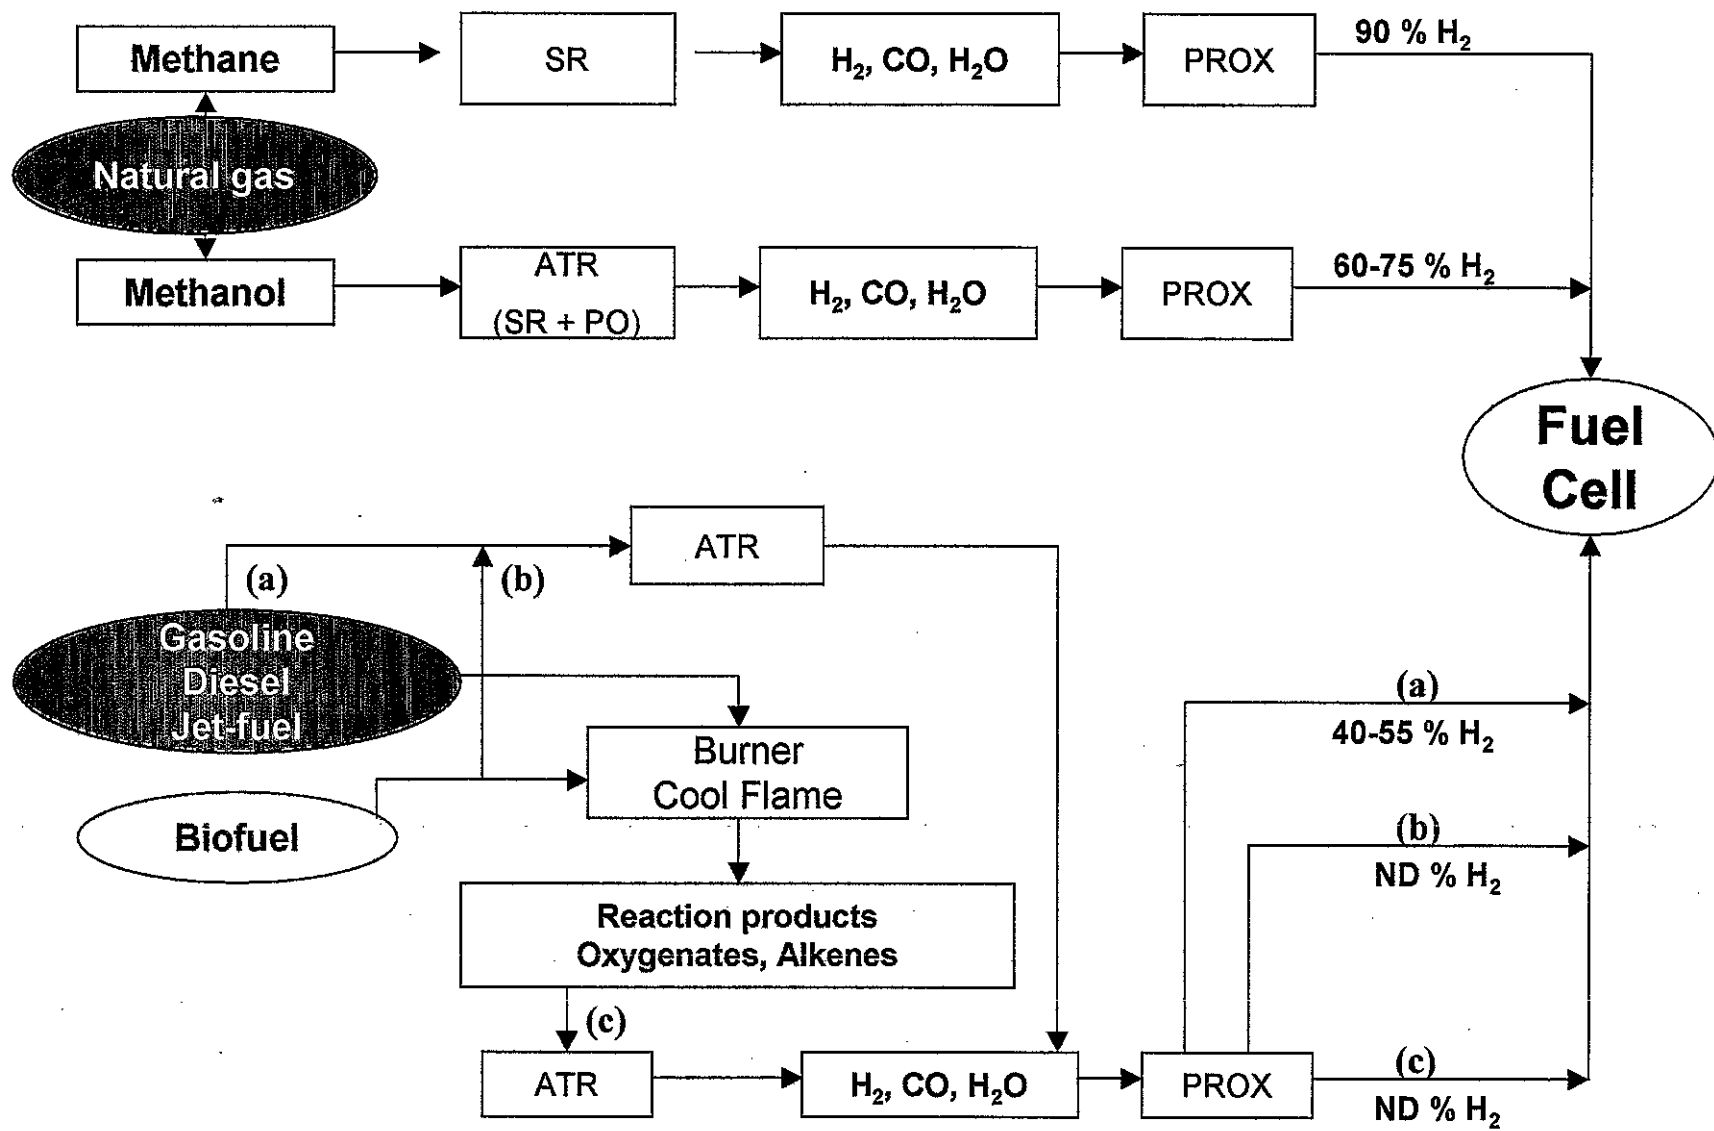 Methane
SR
H₂, CO, H₂O
PROX
90 % H₂
Natural gas
Methanol
ATR
(SR + PO)
H₂, CO, H₂O
PROX
60-75 % H₂
Fuel
Cell
(a)
(b)
ATR
Gasoline
Diesel
Jet-fuel
Burner
Cool Flame
Biofuel
Reaction products
Oxygenates, Alkenes
(c)
ATR
H₂, CO, H₂O
PROX
(a)
40-55 % H₂
(b)
ND % H₂
(c)
ND % H₂